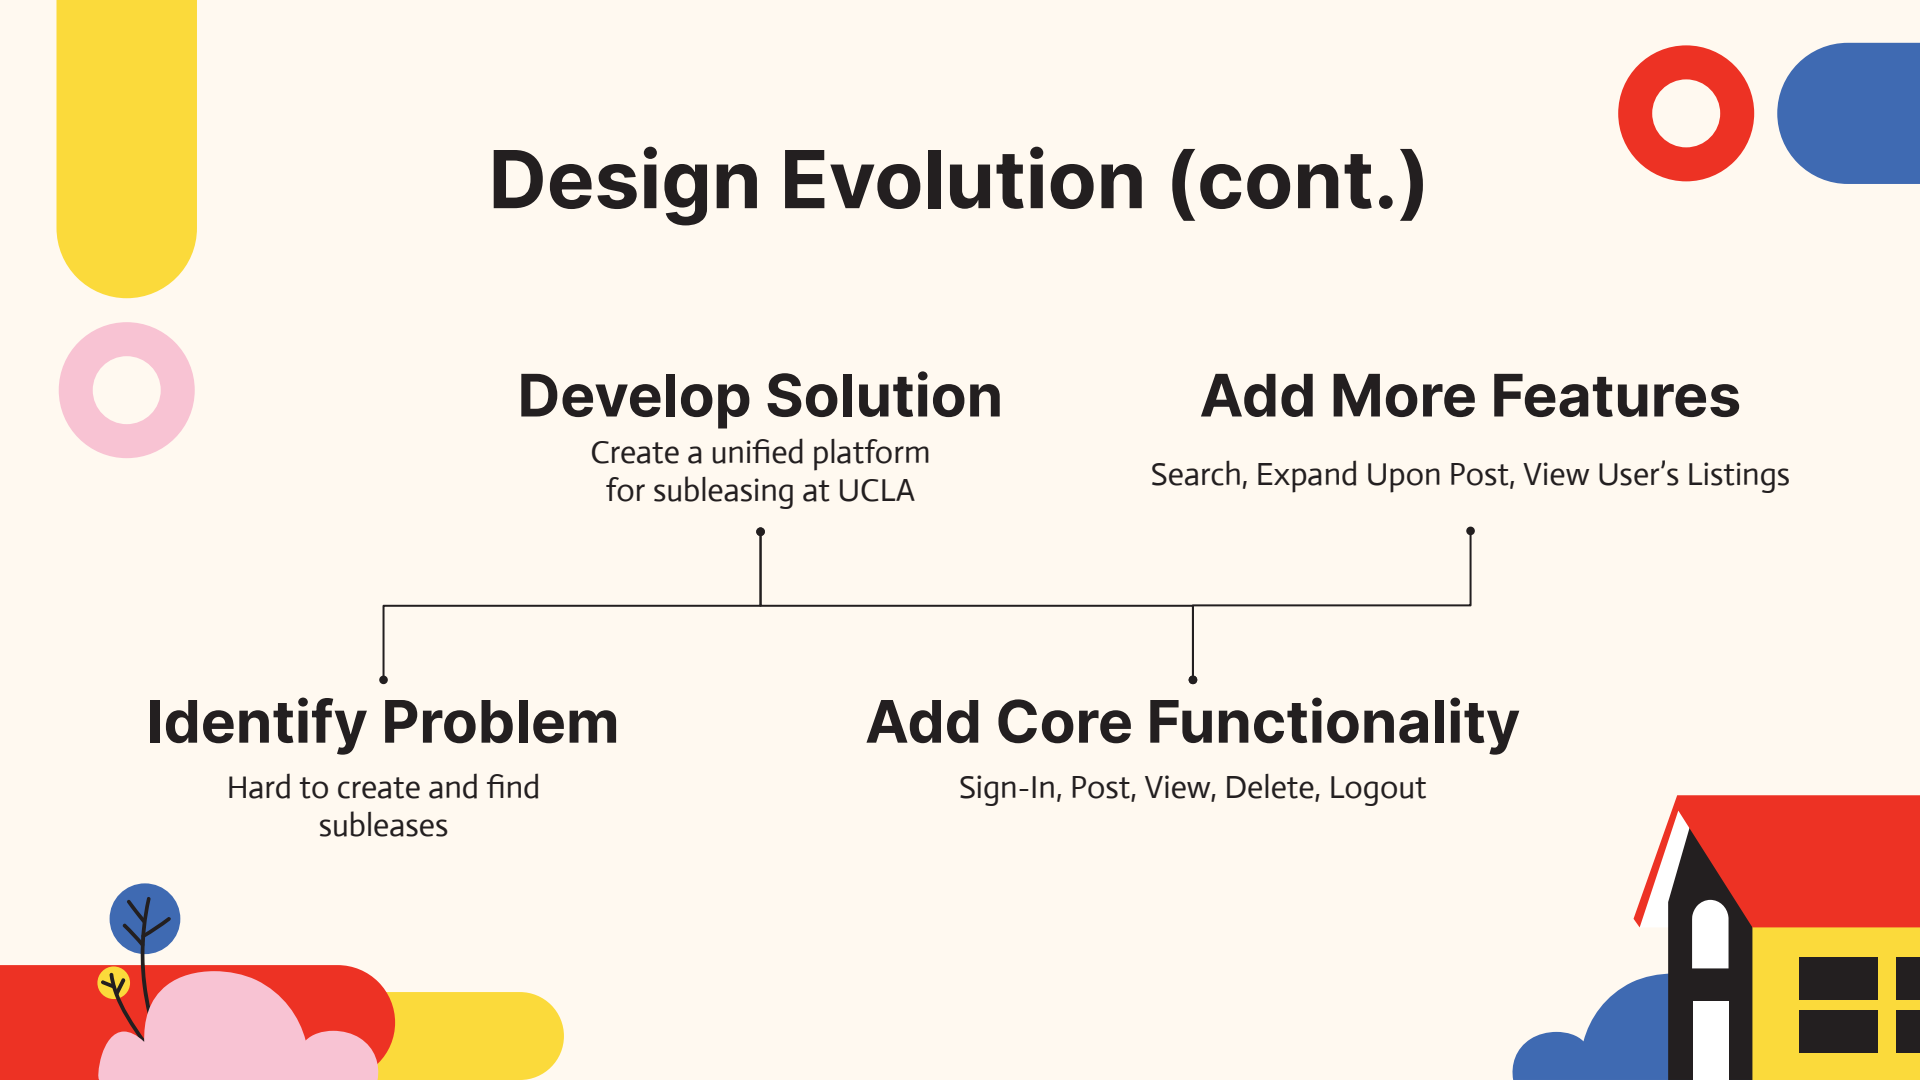 Design Evolution (cont.)
Develop Solution
Create a unified platform
for subleasing at UCLA
Add More Features
Search, Expand Upon Post, View User’s Listings
Identify Problem
Hard to create and find
subleases
Add Core Functionality
Sign-In, Post, View, Delete, Logout